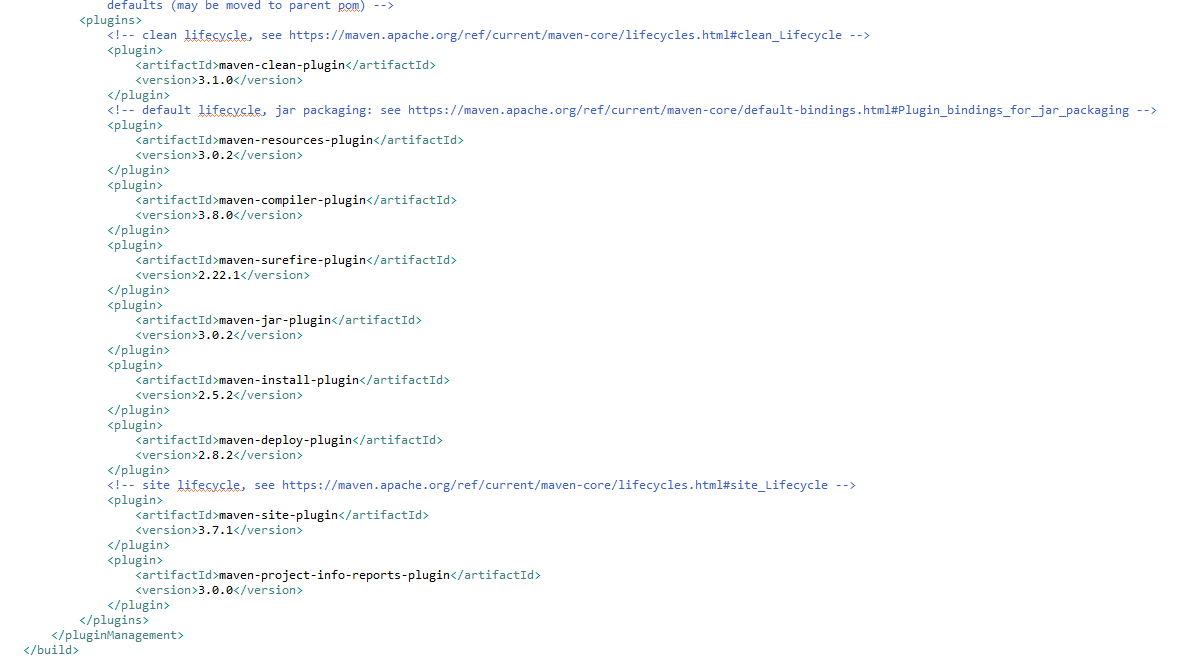 defaults (may be moved to parent pom) -->
<plugins>
<!-- clean lifecycle, see https://maven.apache.org/ref/current/maven-core/lifecycles.html#clean_Lifecycle -->
<plugin>
<artifactId>maven-clean-plugin</artifactId>
<version>3.1.0</version>
</plugin>
<!-- default lifecycle, jar packaging: see https://maven.apache.org/ref/current/maven-core/default-bindings.html#Plugin_bindings_for_jar_packaging -->
<plugin>
<artifactId>maven-resources-plugin</artifactId>
<version>3.0.2</version>
</plugin>
<plugin>
<artifactId>maven-compiler-plugin</artifactId>
<version>3.8.0</version>
</plugin>
<plugin>
<artifactId>maven-surefire-plugin</artifactId>
<version>2.22.1</version>
</plugin>
<plugin>
<artifactId>maven-jar-plugin</artifactId>
<version>3.0.2</version>
</plugin>
<plugin>
<artifactId>maven-install-plugin</artifactId>
<version>2.5.2</version>
</plugin>
<plugin>
<artifactId>maven-deploy-plugin</artifactId>
<version>2.8.2</version>
</plugin>
<!-- site lifecycle, see https://maven.apache.org/ref/current/maven-core/lifecycles.html#site_Lifecycle -->
<plugin>
<artifactId>maven-site-plugin</artifactId>
<version>3.7.1</version>
</plugin>
<plugin>
<artifactId>maven-project-info-reports-plugin</artifactId>
<version>3.0.0</version>
</plugin>
</plugins>
</pluginManagement>
</build>